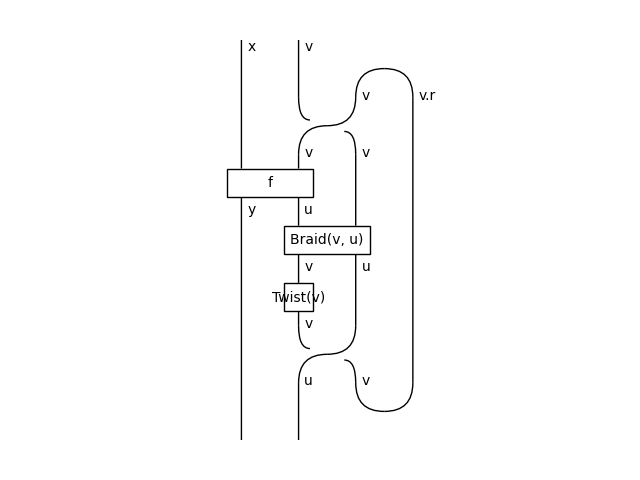 x v
v v.r
v v
f
y u
Braid(v, u)
v u
Twist(v)
v
u v